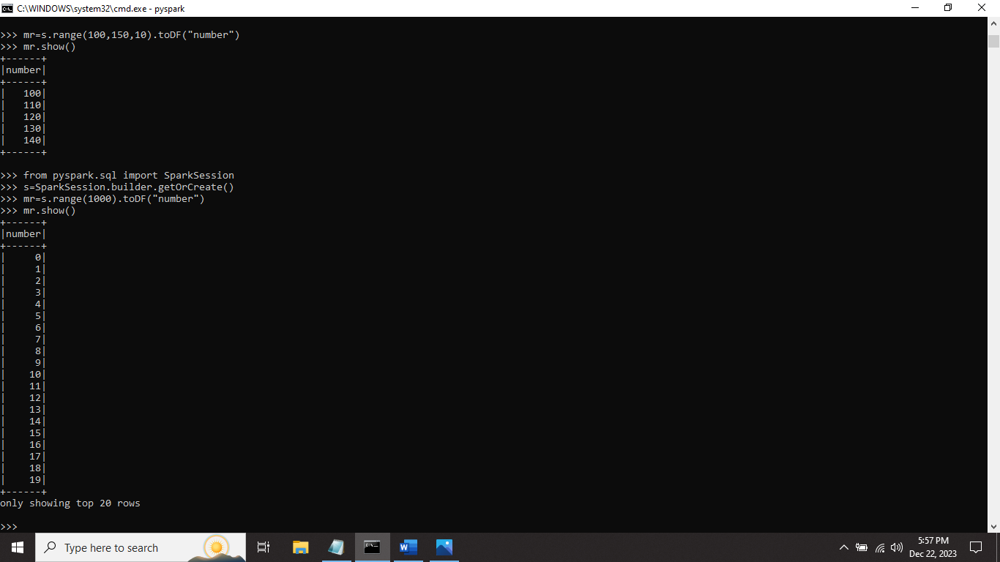 C:\WINDOWS\system32\cmd.exe - pyspark
>>> mr=s.range(100,150,10).toDF("number")
>>> mr.show()
+------+
|number|
+------+
|   100|
|   110|
|   120|
|   130|
|   140|
+------+
>>> from pyspark.sql import SparkSession
>>> s=SparkSession.builder.getOrCreate()
>>> mr=s.range(1000).toDF("number")
>>> mr.show()
+------+
|number|
+------+
|     0|
|     1|
|     2|
|     3|
|     4|
|     5|
|     6|
|     7|
|     8|
|     9|
|    10|
|    11|
|    12|
|    13|
|    14|
|    15|
|    16|
|    17|
|    18|
|    19|
+------+
only showing top 20 rows
>>>
Type here to search
5:57 PM
Dec 22, 2023